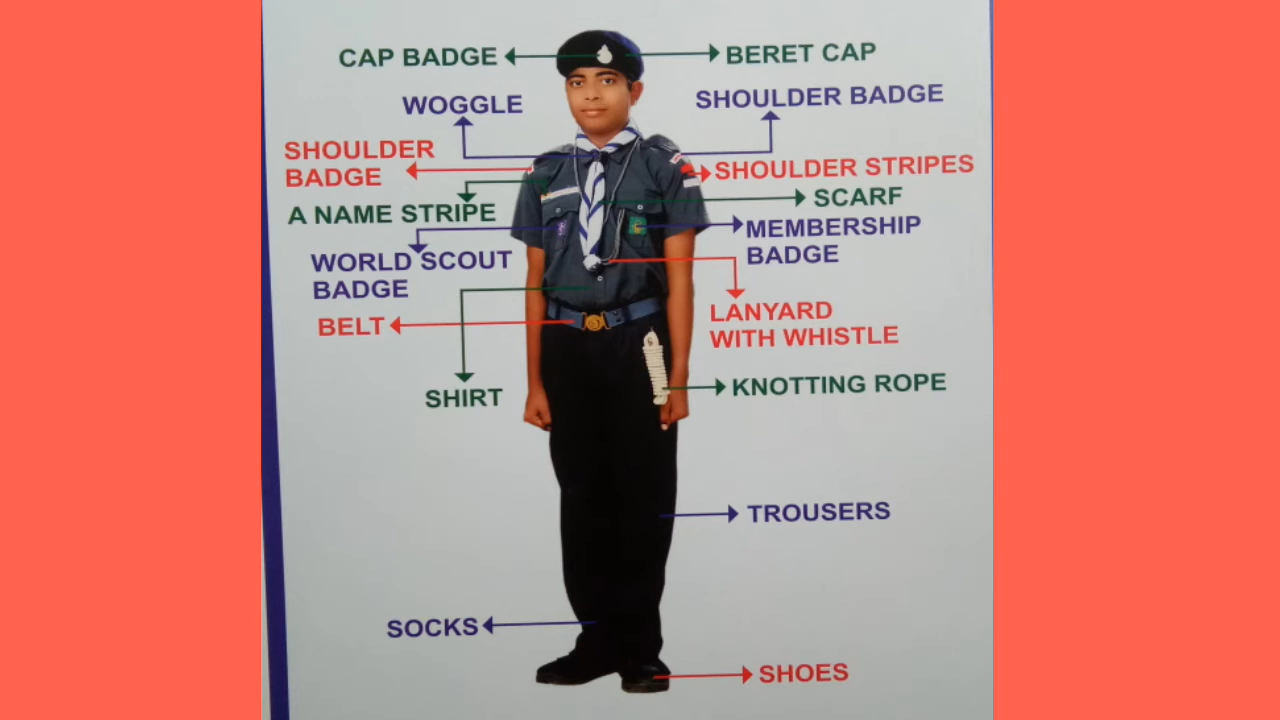 CAP BADGE
BERET CAP
WOGGLE
SHOULDER BADGE
SHOULDER
BADGE
SHOULDER STRIPES
A NAME STRIPE
SCARF
MEMBERSHIP
BADGE
WORLD SCOUT
BADGE
BELT
LANYARD
WITH WHISTLE
SHIRT
KNOTTING ROPE
TROUSERS
SOCKS
SHOES